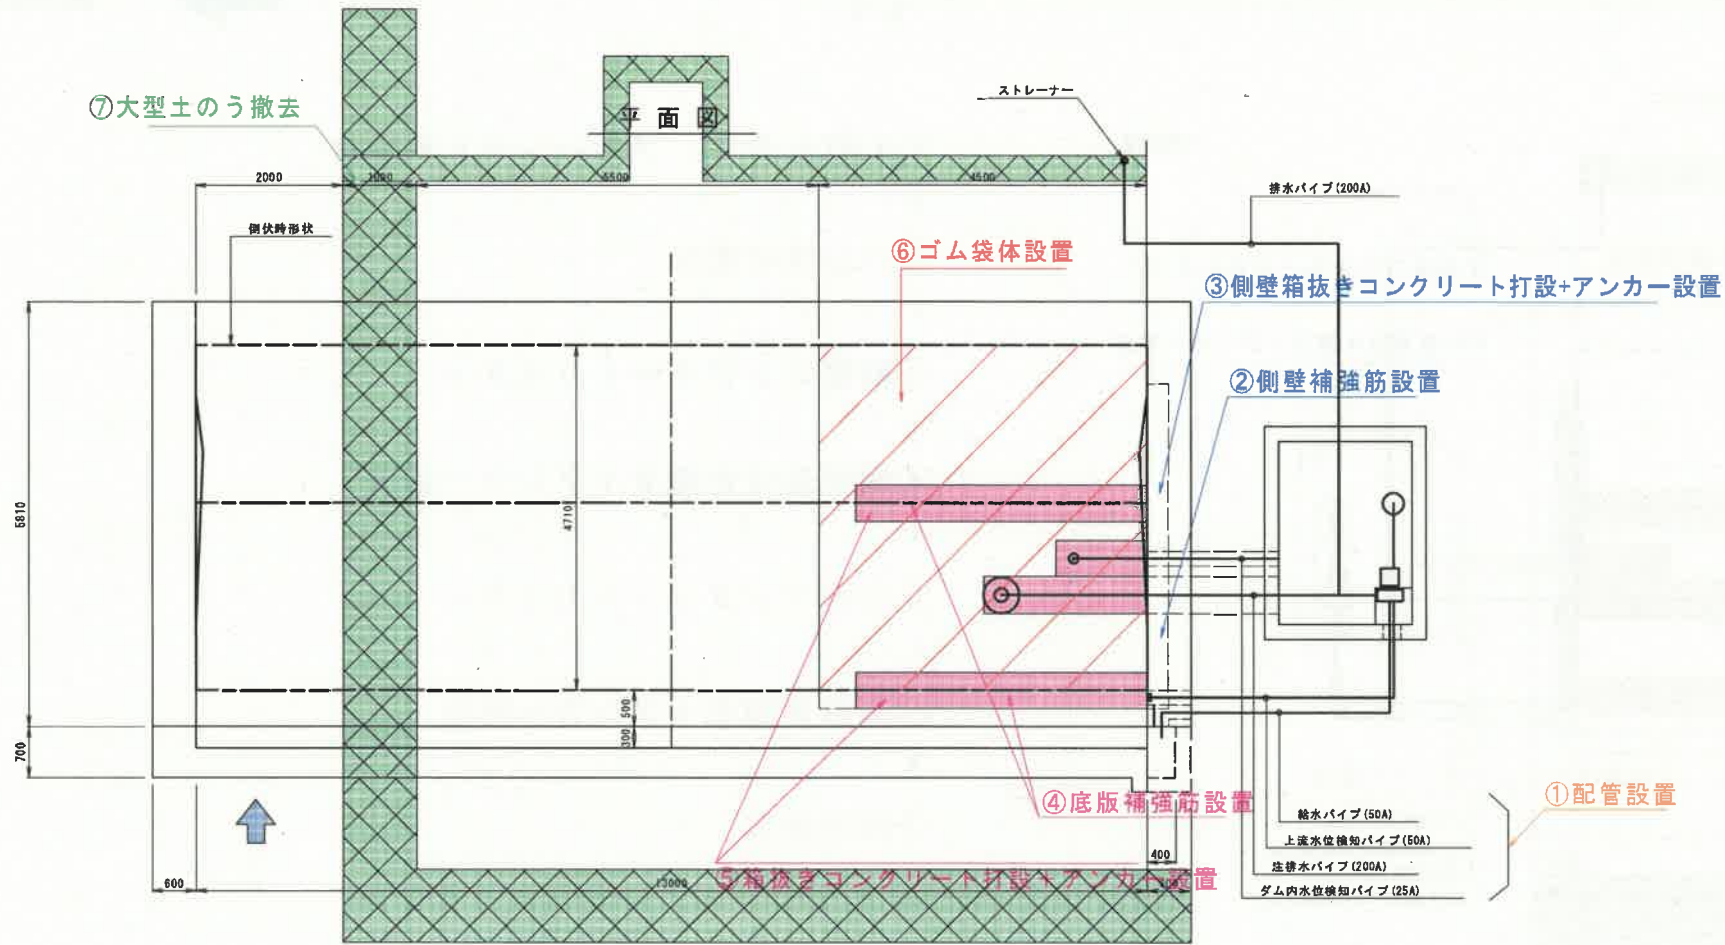 ⑦大型土のう撤去
平 面 図
ストレーナー
2000
1000
5500
4500
排水パイプ(200A)
倒伏時形状
⑥ゴム袋体設置
③側壁箱抜きコンクリート打設+アンカー設置
②側壁補強筋設置
5810
4710
500
300
700
④底版補強筋設置
①配管設置
給水パイプ(50A)
上流水位検知パイプ(50A)
注排水パイプ(200A)
ダム内水位検知パイプ(25A)
400
600
13000
⑤箱抜きコンクリート打設+アンカー設置